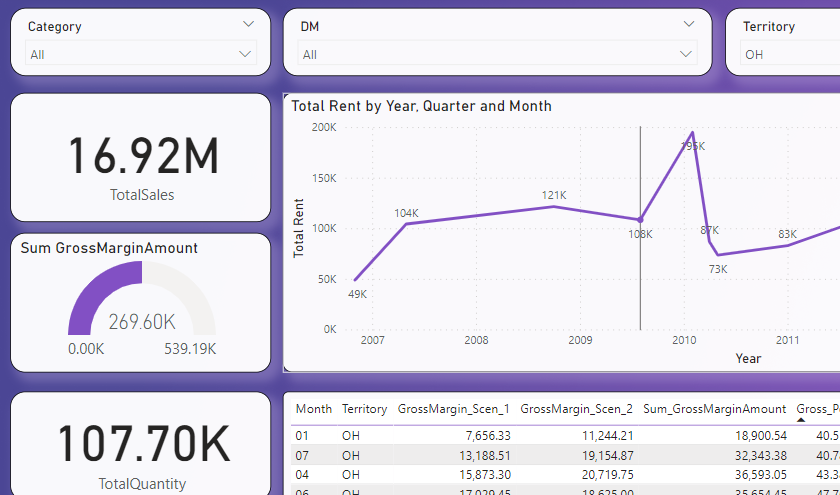 Category
All
DM
All
Territory
OH
16.92M
TotalSales
Sum GrossMarginAmount
269.60K
0.00K 539.19K
107.70K
TotalQuantity
Total Rent by Year, Quarter and Month
Total Rent
200K
150K
100K
50K
0K
49K
104K
121K
108K
195K
87K
73K
83K
2007 2008 2009 2010 2011
Year
Month Territory GrossMargin_Scen_1 GrossMargin_Scen_2 Sum_GrossMarginAmount Gross_P
01 OH 7,656.33 11,244.21 18,900.54 40.5
07 OH 13,188.51 19,154.87 32,343.38 40.7
04 OH 15,873.30 20,719.75 36,593.05 43.3
06 OH 17,029.45 18,625.00 35,654.45 47.7